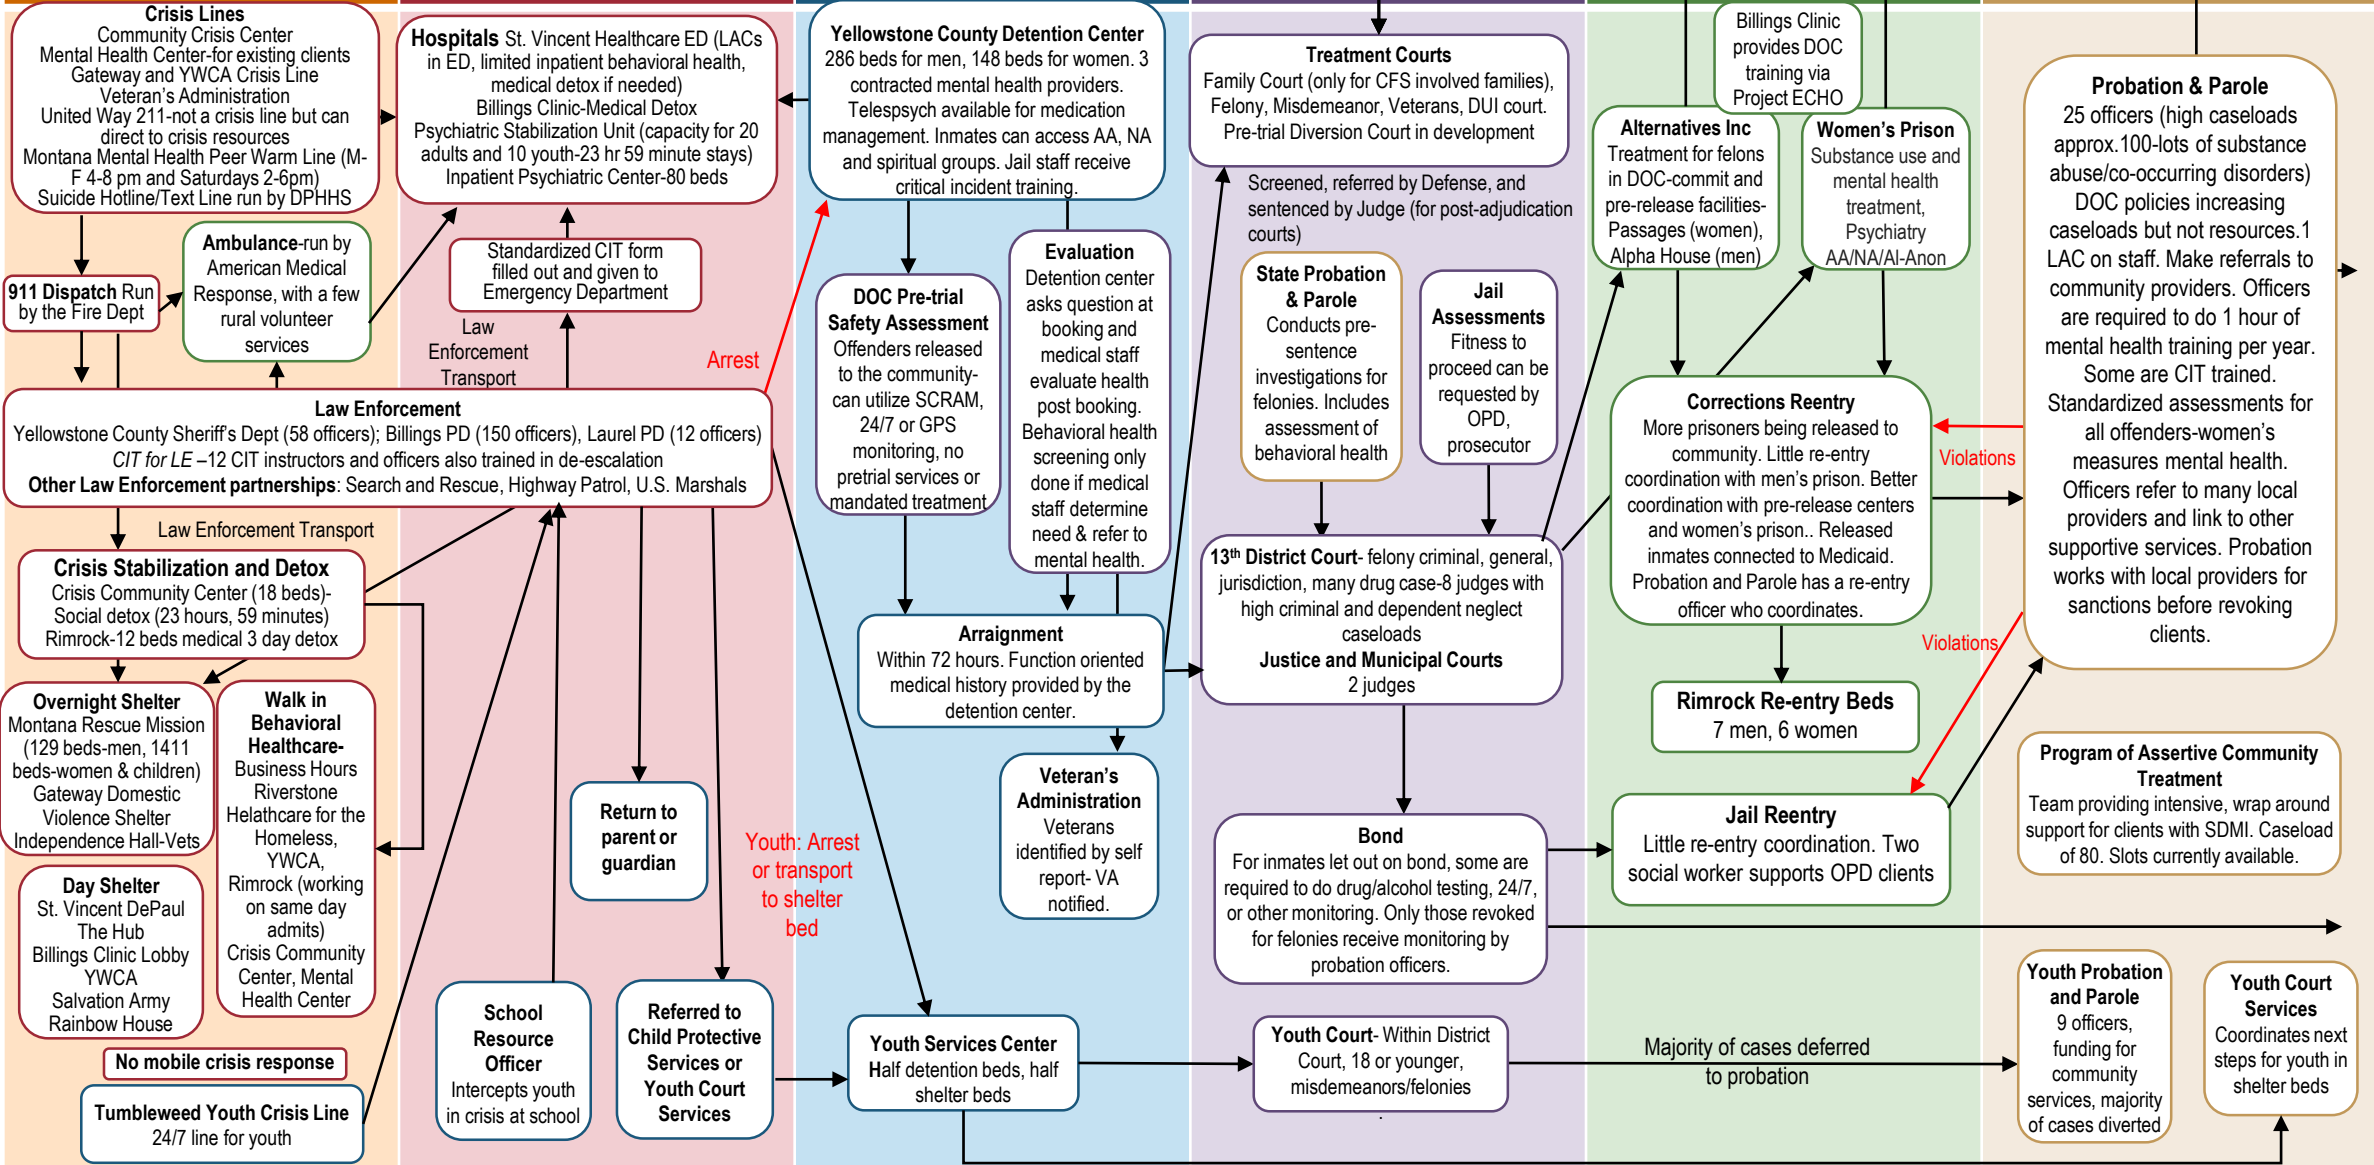 Crisis Lines
Community Crisis Center
Mental Health Center-for existing clients
Gateway and YWCA Crisis Line
Veteran's Administration
United Way 211-not a crisis line but can
direct to crisis resources
Montana Mental Health Peer Warm Line (M-
F 4-8 pm and Saturdays 2-6pm)
Suicide Hotline/Text Line run by DPHHS
911 Dispatch Run
by the Fire Dept
Ambulance-run by
American Medical
Response, with a few
rural volunteer
services
Hospitals St. Vincent Healthcare ED (LACs
in ED, limited inpatient behavioral health,
medical detox if needed)
Billings Clinic-Medical Detox
Psychiatric Stabilization Unit (capacity for 20
adults and 10 youth-23 hr 59 minute stays)
Inpatient Psychiatric Center-80 beds
Standardized CIT form
filled out and given to
Emergency Department
Law
Enforcement
Transport
Arrest
Law Enforcement
Yellowstone County Sheriff's Dept (58 officers); Billings PD (150 officers), Laurel PD (12 officers)
CIT for LE –12 CIT instructors and officers also trained in de-escalation
Other Law Enforcement partnerships: Search and Rescue, Highway Patrol, U.S. Marshals
Law Enforcement Transport
Crisis Stabilization and Detox
Crisis Community Center (18 beds)-
Social detox (23 hours, 59 minutes)
Rimrock-12 beds medical 3 day detox
Overnight Shelter
Montana Rescue Mission
(129 beds-men, 1411
beds-women & children)
Gateway Domestic
Violence Shelter
Independence Hall-Vets
Walk in
Behavioral
Healthcare-
Business Hours
Riverstone
Helathcare for the
Homeless,
YWCA,
Rimrock (working
on same day
admits)
Crisis Community
Center, Mental
Health Center
Day Shelter
St. Vincent DePaul
The Hub
Billings Clinic Lobby
YWCA
Salvation Army
Rainbow House
No mobile crisis response
Tumbleweed Youth Crisis Line
24/7 line for youth
School
Resource
Officer
Intercepts youth
in crisis at school
Return to
parent or
guardian
Referred to
Child Protective
Services or
Youth Court
Services
Youth: Arrest
or transport
to shelter
bed
Yellowstone County Detention Center
286 beds for men, 148 beds for women. 3
contracted mental health providers.
Telespsych available for medication
management. Inmates can access AA, NA
and spiritual groups. Jail staff receive
critical incident training.
DOC Pre-trial
Safety Assessment
Offenders released
to the community-
can utilize SCRAM,
24/7 or GPS
monitoring, no
pretrial services or
mandated treatment
Evaluation
Detention center
asks question at
booking and
medical staff
evaluate health
post booking.
Behavioral health
screening only
done if medical
staff determine
need & refer to
mental health.
Arraignment
Within 72 hours. Function oriented
medical history provided by the
detention center.
Veteran's
Administration
Veterans
identified by self
report- VA
notified.
Youth Services Center
Half detention beds, half
shelter beds
Treatment Courts
Family Court (only for CFS involved families),
Felony, Misdemeanor, Veterans, DUI court.
Pre-trial Diversion Court in development
Screened, referred by Defense, and
sentenced by Judge (for post-adjudication
courts)
State Probation
& Parole
Conducts pre-
sentence
investigations for
felonies. Includes
assessment of
behavioral health
Jail
Assessments
Fitness to
proceed can be
requested by
OPD,
prosecutor
13th District Court- felony criminal, general,
jurisdiction, many drug case-8 judges with
high criminal and dependent neglect
caseloads
Justice and Municipal Courts
2 judges
Bond
For inmates let out on bond, some are
required to do drug/alcohol testing, 24/7,
or other monitoring. Only those revoked
for felonies receive monitoring by
probation officers.
Youth Court- Within District
Court, 18 or younger,
misdemeanors/felonies
.
Billings Clinic
provides DOC
training via
Project ECHO
Alternatives Inc
Treatment for felons
in DOC-commit and
pre-release facilities-
Passages (women),
Alpha House (men)
Women's Prison
Substance use and
mental health
treatment,
Psychiatry
AA/NA/Al-Anon
Corrections Reentry
More prisoners being released to
community. Little re-entry
coordination with men's prison. Better
coordination with pre-release centers
and women's prison.. Released
inmates connected to Medicaid.
Probation and Parole has a re-entry
officer who coordinates.
Rimrock Re-entry Beds
7 men, 6 women
Jail Reentry
Little re-entry coordination. Two
social worker supports OPD clients
Majority of cases deferred
to probation
Violations
Violations
Probation & Parole
25 officers (high caseloads
approx.100-lots of substance
abuse/co-occurring disorders)
DOC policies increasing
caseloads but not resources.1
LAC on staff. Make referrals to
community providers. Officers
are required to do 1 hour of
mental health training per year.
Some are CIT trained.
Standardized assessments for
all offenders-women's
measures mental health.
Officers refer to many local
providers and link to other
supportive services. Probation
works with local providers for
sanctions before revoking
clients.
Program of Assertive Community
Treatment
Team providing intensive, wrap around
support for clients with SDMI. Caseload
of 80. Slots currently available.
Youth Probation
and Parole
9 officers,
funding for
community
services, majority
of cases diverted
Youth Court
Services
Coordinates next
steps for youth in
shelter beds